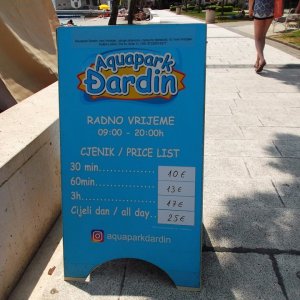 Aquapark
Đardin
RADNO VRIJEME
09:00 - 20:00h
CJENIK / PRICE LIST
30 min............... 10€
60min............... 13€
3h..................... 17€
Cijeli dan / all day.. 25€
aquaparkdardin